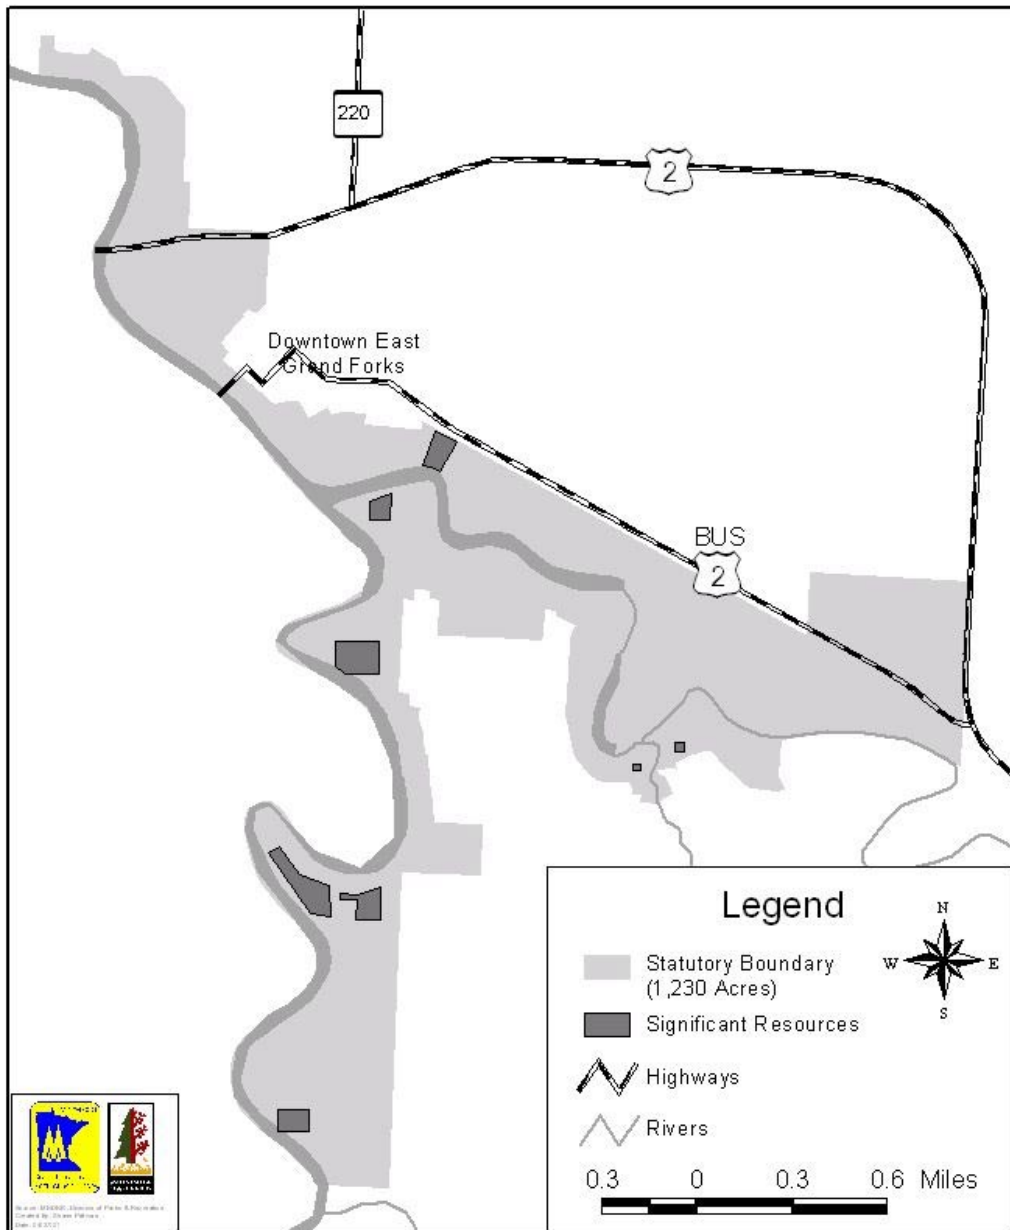 220
2
Downtown East
Grand Forks
BUS
2
Legend
N
W E
S
Statutory Boundary
(1,230 Acres)
Significant Resources
Highways
Rivers
0.3 0 0.3 0.6 Miles